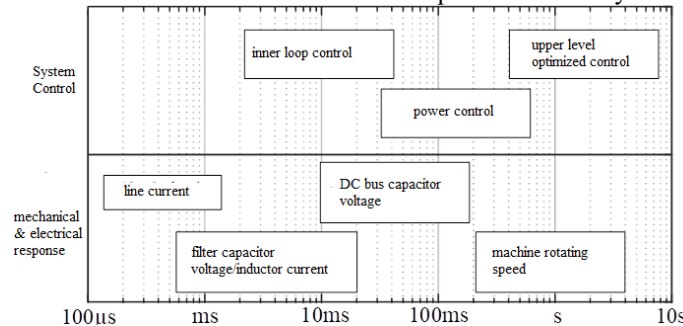 inner loop control
upper level
optimized control
System
Control
power control
line current
DC bus capacitor
voltage
mechanical
& electrical
response
filter capacitor
voltage/inductor current
machine rotating
speed
100μs ms 10ms 100ms s 10s